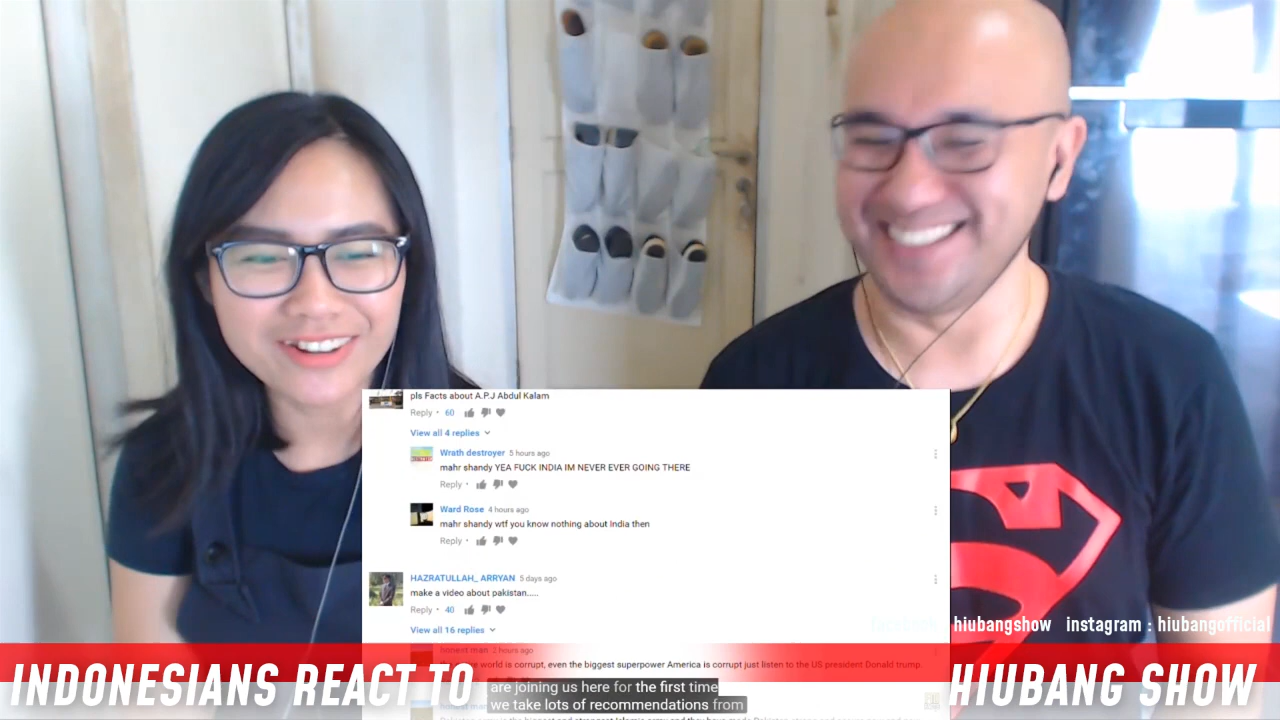 pls Facts about A.P.J Abdul Kalam
Reply • 60
View all 4 replies
Wrath destroyer 5 hours ago
mahr shandy YEA FUCK INDIA IM NEVER EVER GOING THERE
Reply •
Ward Rose 4 hours ago
mahr shandy wtf you know nothing about India then
Reply •
HAZRATULLAH_ ARRYAN 5 days ago
make a video about pakistan.....
Reply • 40
View all 16 replies
hiubangshow instagram : hiubangofficial
honest man 2 hours ago
world is corrupt, even the biggest superpower America is corrupt just listen to the US president Donald trump.
INDONESIANS REACT TO
HIUBANG SHOW
are joining us here for the first time
we take lots of recommendations from